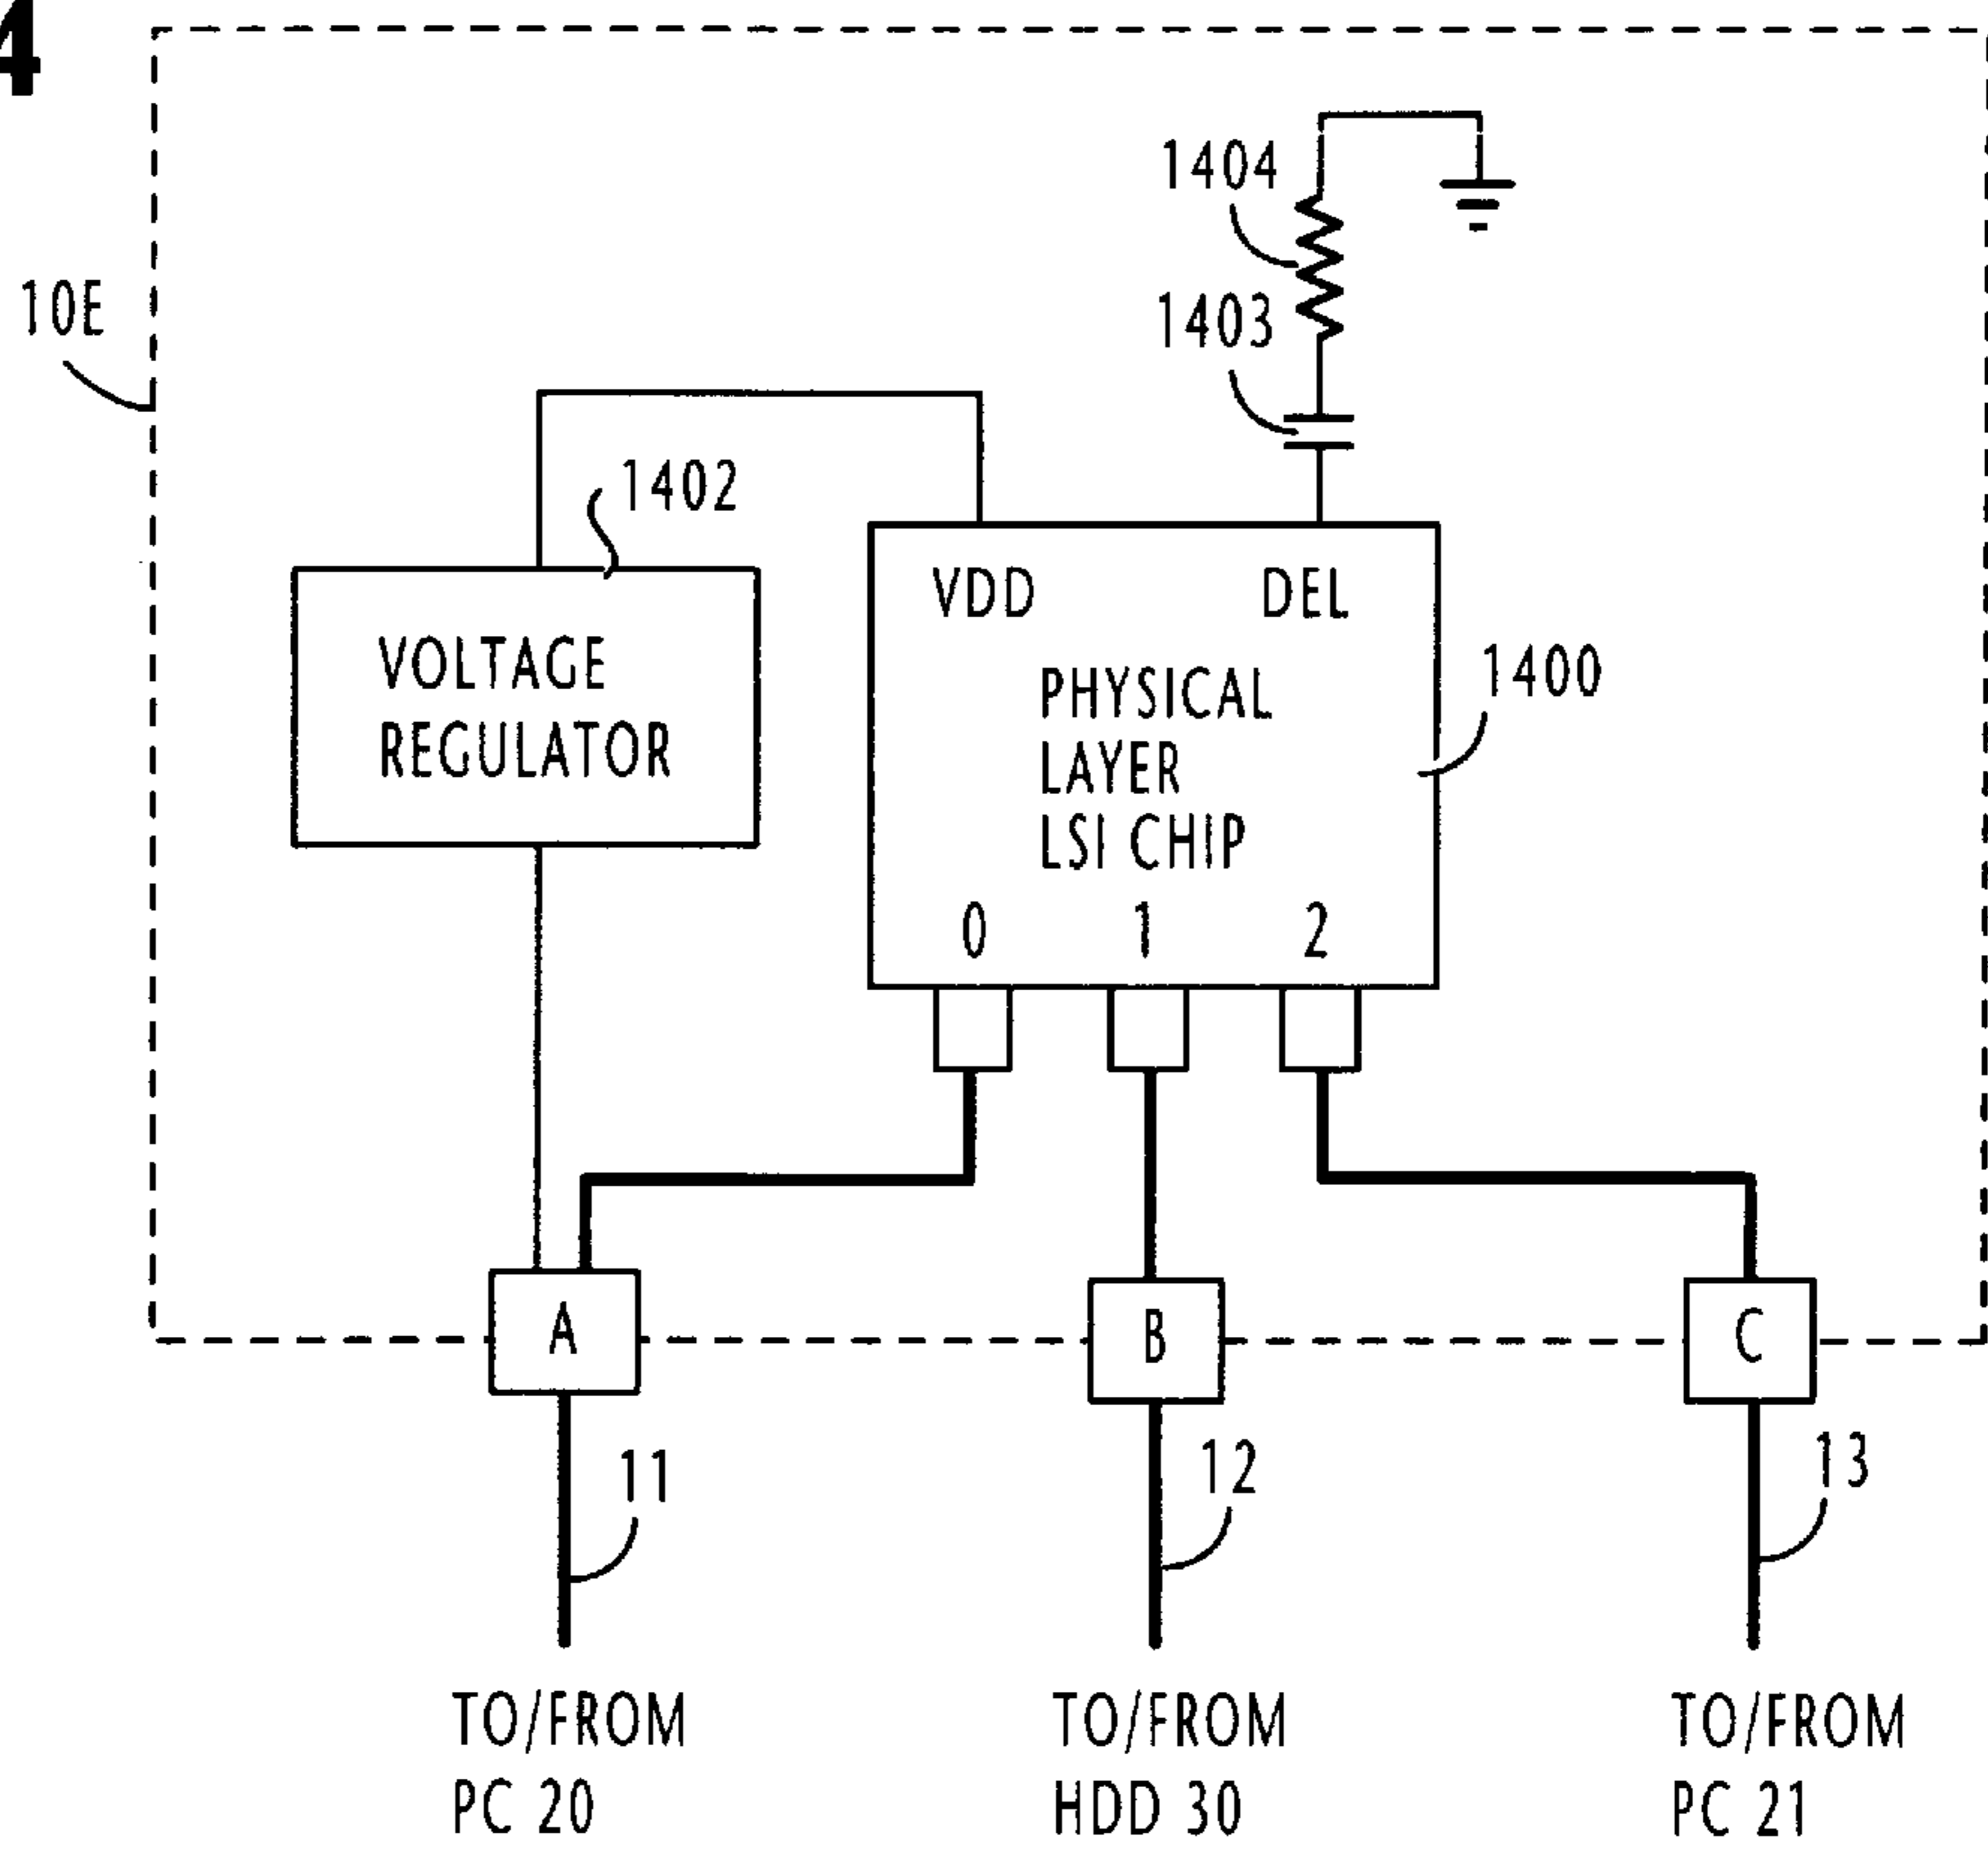 4
1404
10E
1403
1402
VDD
DEL
VOLTAGE
REGULATOR
PHYSICAL
LAYER
LSI CHIP
1400
0
1
2
A
B
C
11
12
13
TO/FROM
PC 20
TO/FROM
HDD 30
TO/FROM
PC 21